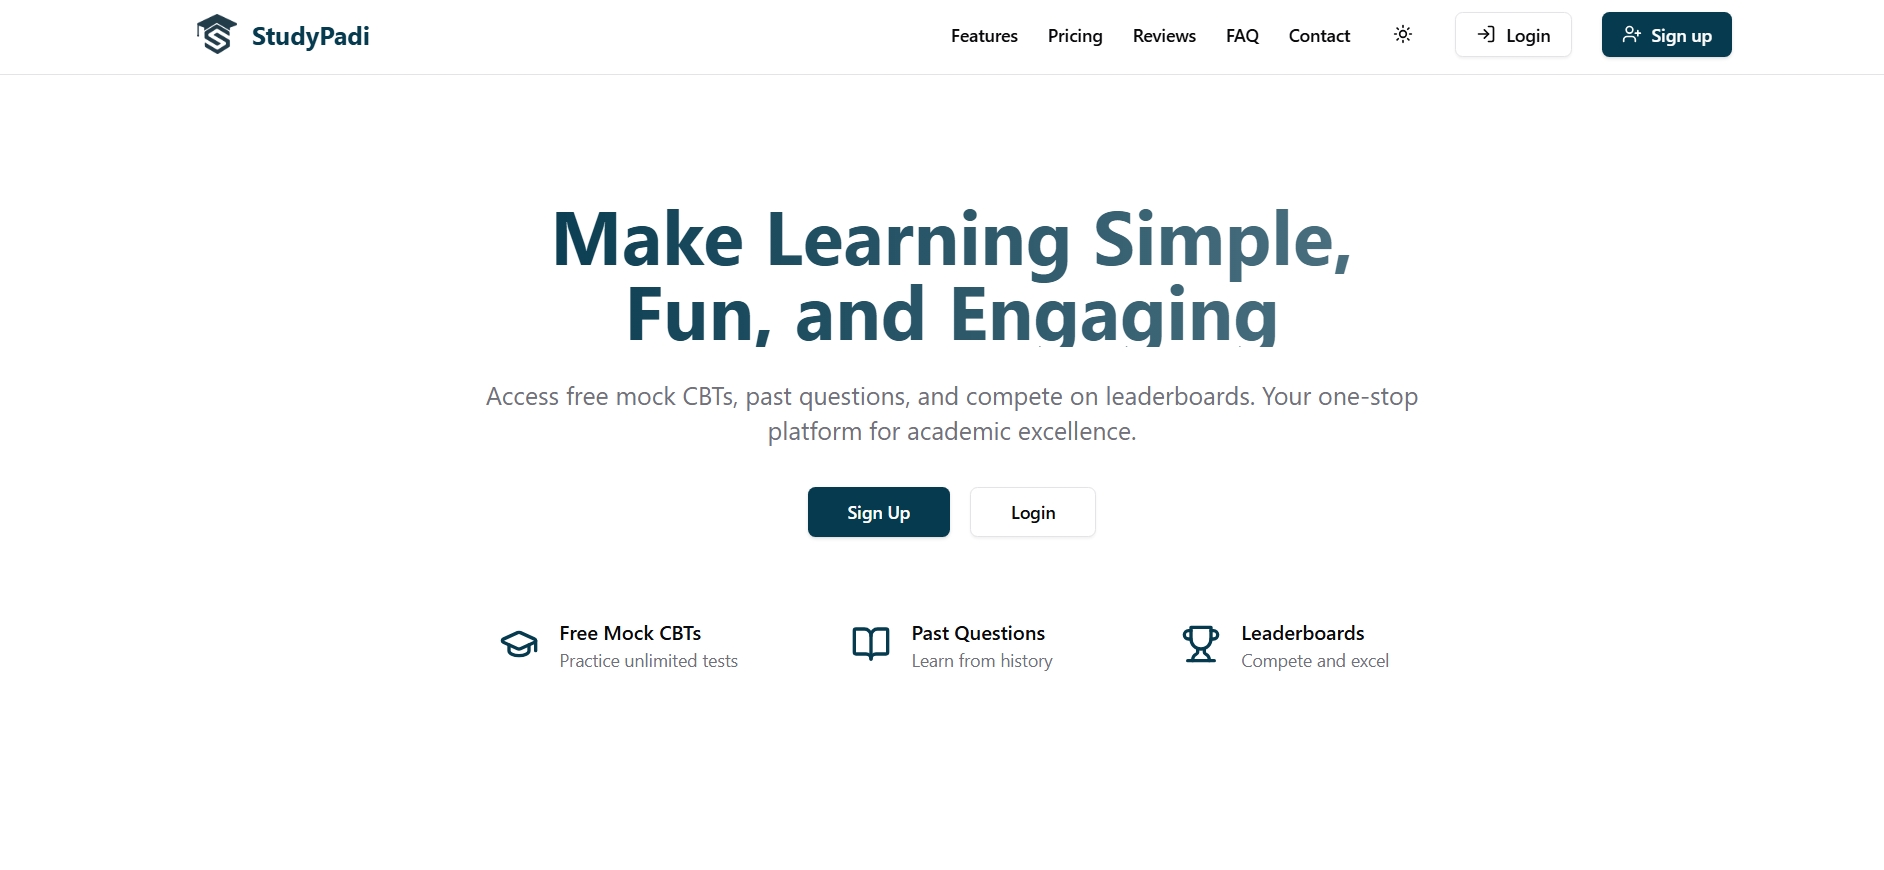 StudyPadi
Features
Pricing
Reviews
FAQ
Contact
Login
Sign up
Make Learning Simple,
Fun, and Engaging
Access free mock CBTs, past questions, and compete on leaderboards. Your one-stop
platform for academic excellence.
Sign Up
Login
Free Mock CBTs
Practice unlimited tests
Past Questions
Learn from history
Leaderboards
Compete and excel